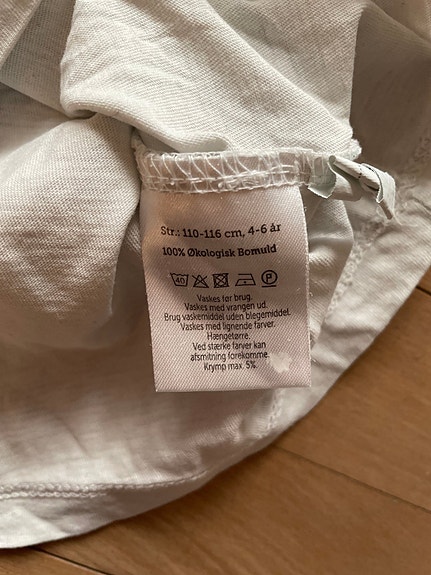 Str.: 110-116 cm, 4-6 år
100% Økologisk Bomuld
40 P
Vaskes før brug.
Vaskes med vrangen ud.
Brug vaskemiddel uden blegemiddel.
Vaskes med lignende farver.
Hængetørre.
Ved stærke farver kan
afsmitning forekomme.
Krymp max. 5%.